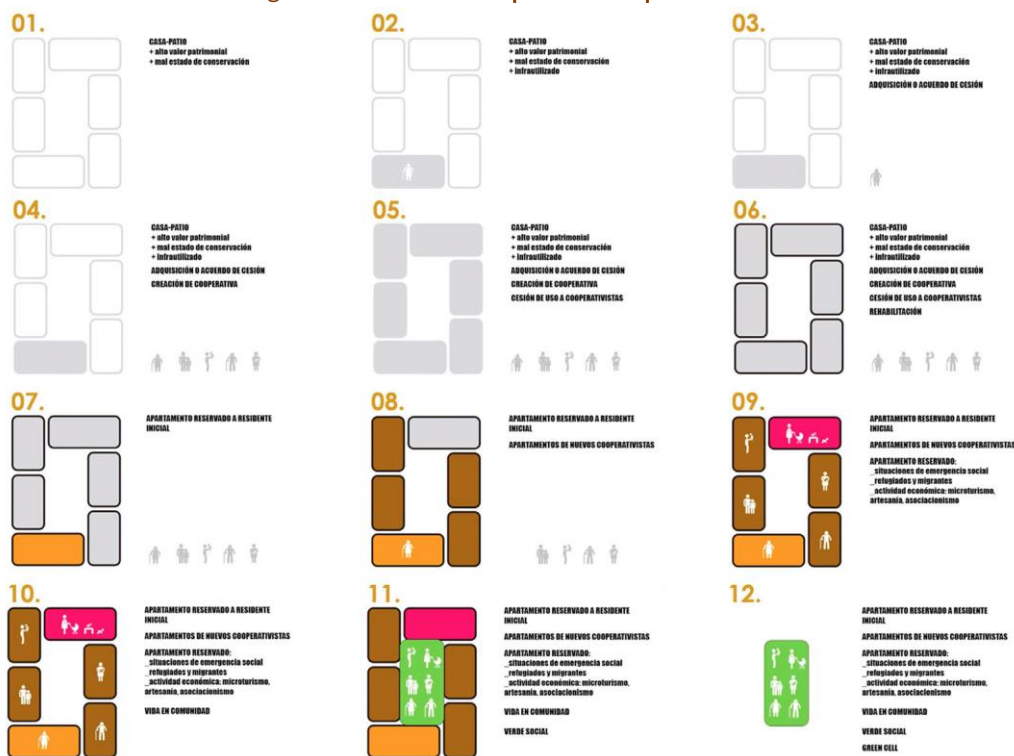 01.
CASA-PATIO
+ alto valor patrimonial
+ mal estado de conservación
02.
CASA-PATIO
+ alto valor patrimonial
+ mal estado de conservación
+ infrautilizado
03.
CASA-PATIO
+ alto valor patrimonial
+ mal estado de conservación
+ infrautilizado
ADQUISICIÓN O ACUERDO DE CESIÓN
04.
CASA-PATIO
+ alto valor patrimonial
+ mal estado de conservación
+ infrautilizado
ADQUISICIÓN O ACUERDO DE CESIÓN
CREACIÓN DE COOPERATIVA
05.
CASA-PATIO
+ alto valor patrimonial
+ mal estado de conservación
+ infrautilizado
ADQUISICIÓN O ACUERDO DE CESIÓN
CREACIÓN DE COOPERATIVA
CESIÓN DE USO A COOPERATIVISTAS
06.
CASA-PATIO
+ alto valor patrimonial
+ mal estado de conservación
+ infrautilizado
ADQUISICIÓN O ACUERDO DE CESIÓN
CREACIÓN DE COOPERATIVA
CESIÓN DE USO A COOPERATIVISTAS
REHABILITACIÓN
07.
APARTAMENTO RESERVADO A RESIDENTE
INICIAL
08.
APARTAMENTO RESERVADO A RESIDENTE
INICIAL
APARTAMENTOS DE NUEVOS COOPERATIVISTAS
09.
APARTAMENTO RESERVADO A RESIDENTE
INICIAL
APARTAMENTOS DE NUEVOS COOPERATIVISTAS
APARTAMENTO RESERVADO:
_situaciones de emergencia social
_refugiados y migrantes
_actividad económica: microturismo,
artesanía, asociacionismo
10.
APARTAMENTO RESERVADO A RESIDENTE
INICIAL
APARTAMENTOS DE NUEVOS COOPERATIVISTAS
APARTAMENTO RESERVADO:
_situaciones de emergencia social
_refugiados y migrantes
_actividad económica: microturismo,
artesanía, asociacionismo
VIDA EN COMUNIDAD
11.
APARTAMENTO RESERVADO A RESIDENTE
INICIAL
APARTAMENTOS DE NUEVOS COOPERATIVISTAS
APARTAMENTO RESERVADO:
_situaciones de emergencia social
_refugiados y migrantes
_actividad económica: microturismo,
artesanía, asociacionismo
VIDA EN COMUNIDAD
VERDE SOCIAL
12.
APARTAMENTO RESERVADO A RESIDENTE
INICIAL
APARTAMENTOS DE NUEVOS COOPERATIVISTAS
APARTAMENTO RESERVADO:
_situaciones de emergencia social
_refugiados y migrantes
_actividad económica: microturismo,
artesanía, asociacionismo
VIDA EN COMUNIDAD
VERDE SOCIAL
GREEN CELL